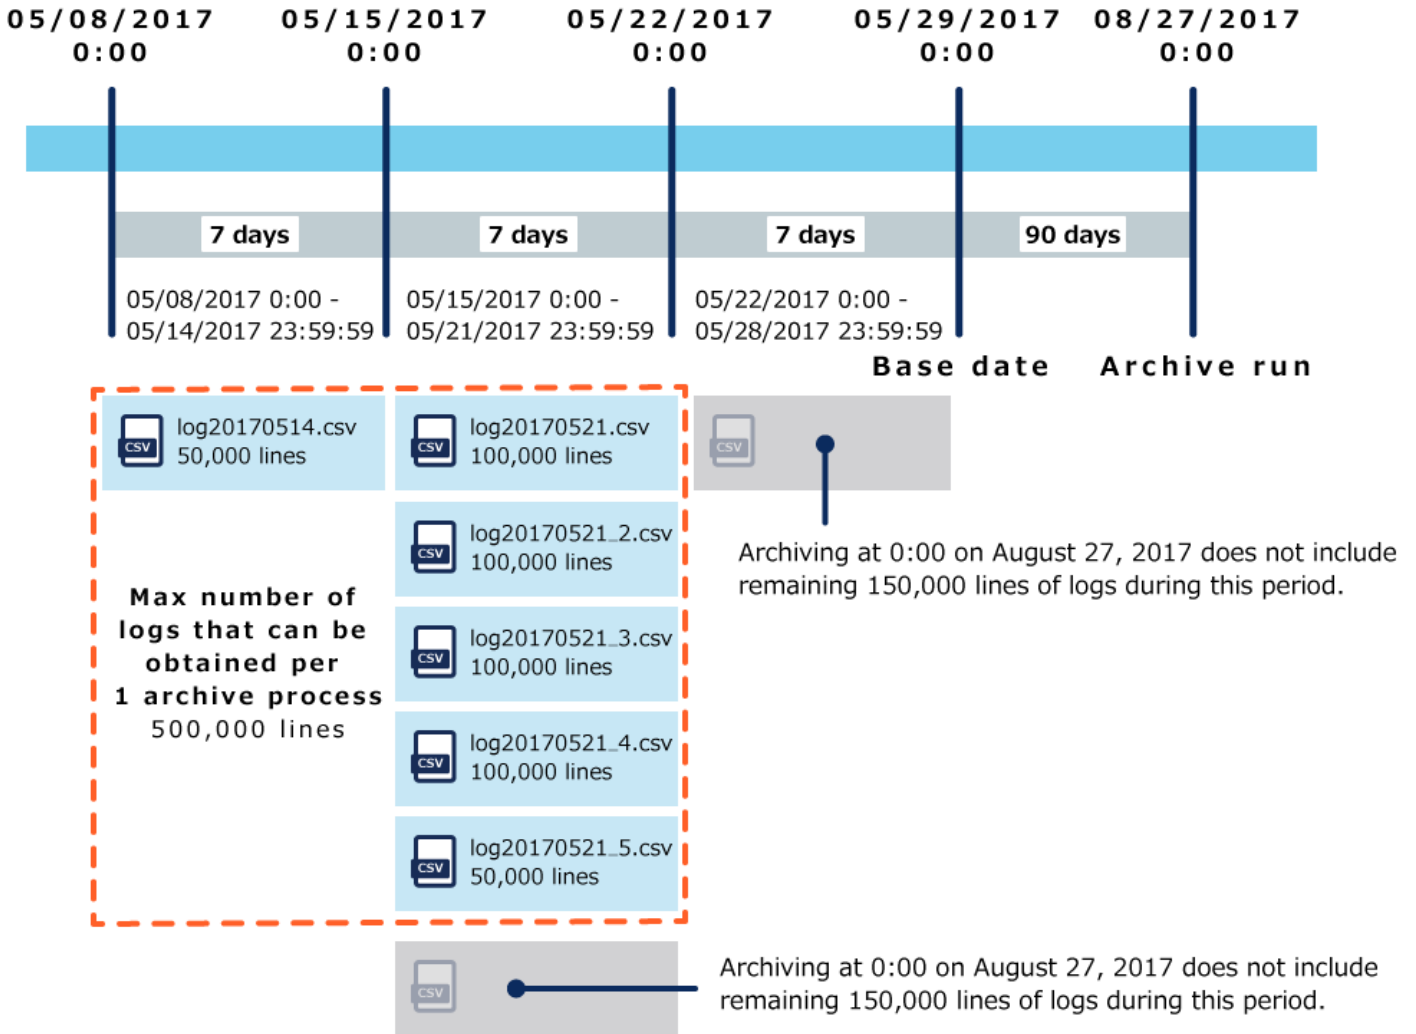 05/08/2017 05/15/2017 05/22/2017 05/29/2017 08/27/2017
0:00 0:00 0:00 0:00 0:00
7 days 7 days 7 days 90 days
05/08/2017 0:00 -
05/14/2017 23:59:59
05/15/2017 0:00 -
05/21/2017 23:59:59
05/22/2017 0:00 -
05/28/2017 23:59:59
Base date Archive run
CSV
log20170514.csv
50,000 lines
Max number of
logs that can be
obtained per
1 archive process
500,000 lines
CSV
log20170521.csv
100,000 lines
CSV
log20170521_2.csv
100,000 lines
CSV
log20170521_3.csv
100,000 lines
CSV
log20170521_4.csv
100,000 lines
CSV
log20170521_5.csv
50,000 lines
CSV
Archiving at 0:00 on August 27, 2017 does not include
remaining 150,000 lines of logs during this period.
CSV
Archiving at 0:00 on August 27, 2017 does not include
remaining 150,000 lines of logs during this period.